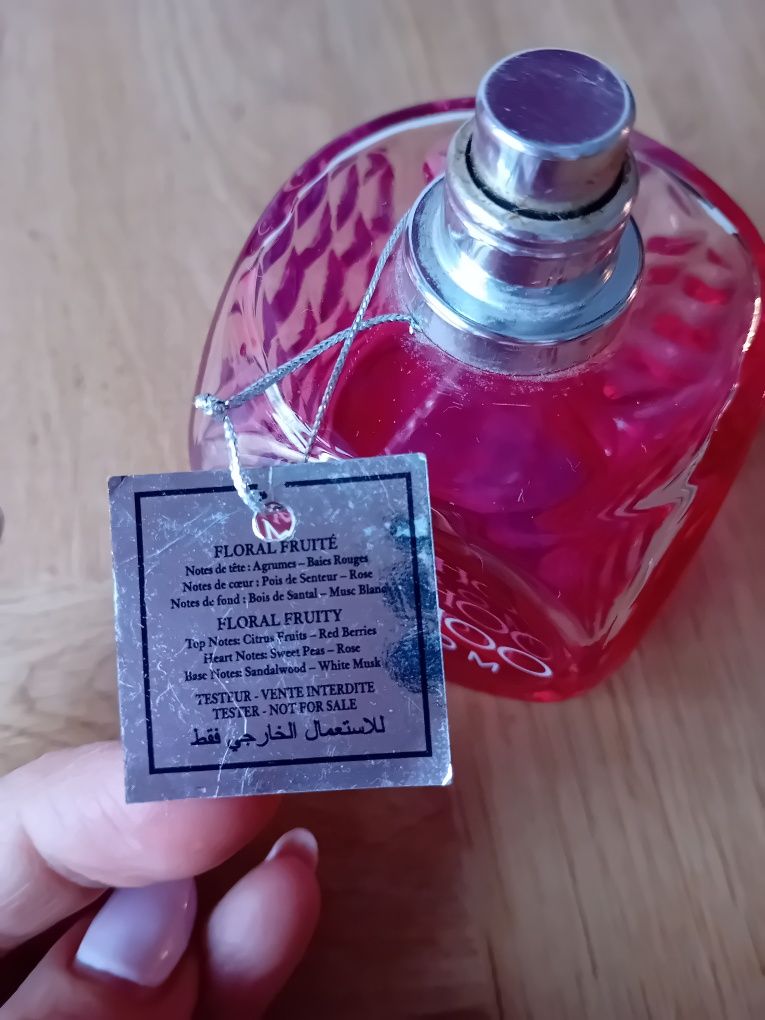 FLORAL FRUITÉ
Notes de tête : Agrumes – Baies Rouges
Notes de cœur : Pois de Senteur – Rose
Notes de fond : Bois de Santal – Musc Blanc
FLORAL FRUITY
Top Notes: Citrus Fruits – Red Berries
Heart Notes: Sweet Peas – Rose
Base Notes: Sandalwood – White Musk
TESTEUR - VENTE INTERDITE
TESTER - NOT FOR SALE
للاستعمال الخارجي فقط